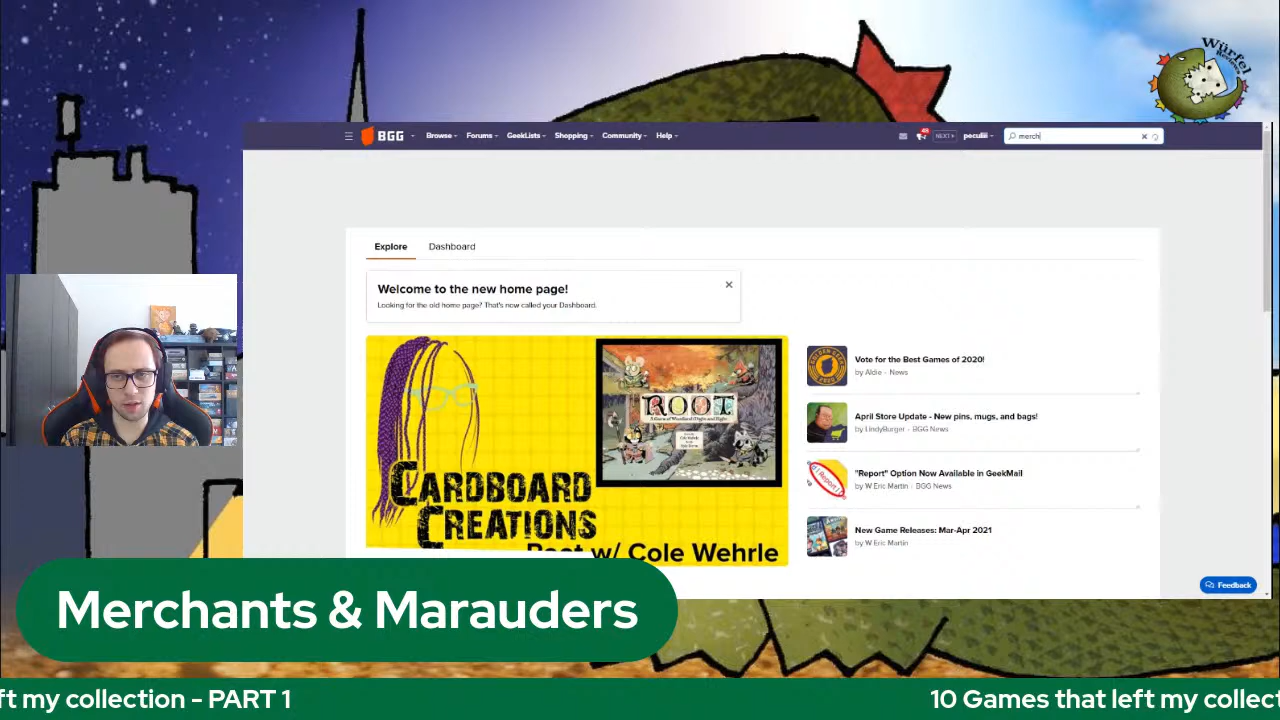 Würfel
Reviews
BGG
Browse
Forums
GeekLists
Shopping
Community
Help
NEXT
peculiii
merch
Explore
Dashboard
Welcome to the new home page!
Looking for the old home page? That's now called your Dashboard.
ROOT
CARDBOARD
CREATIONS
Root w/ Cole Wehrle
Vote for the Best Games of 2020!
by Aldie - News
April Store Update - New pins, mugs, and bags!
by LindyBurger - BGG News
"Report" Option Now Available in GeekMail
by W Eric Martin - BGG News
New Game Releases: Mar-Apr 2021
by W Eric Martin
Feedback
Merchants & Marauders
ft my collection - PART 1
10 Games that left my collect